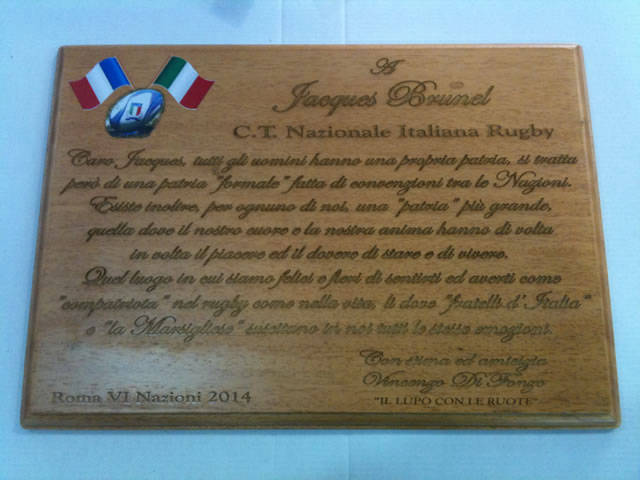 A
Jacques Brunel
C.T. Nazionale Italiana Rugby
Caro Jacques, tutti gli uomini hanno una propria patria, si tratta
però di una patria "formale" fatta di convenzioni tra le Nazioni.
Esiste inoltre, per ognuno di noi, una "patria" più grande,
quella dove il nostro cuore e la nostra anima hanno di volta
in volta il piacere ed il dovere di stare e di vivere.
Quel luogo in cui siamo felici e fieri di sentirti ed averti come
"compatriota" nel rugby come nella vita, li dove "fratelli d'Italia"
e "la Marsigliese" suscitano in noi tutti le stesse emozioni.
Con stima ed amicizia
Vincenzo Di Fongo
"IL LUPO CON LE RUOTE"
Roma VI Nazioni 2014